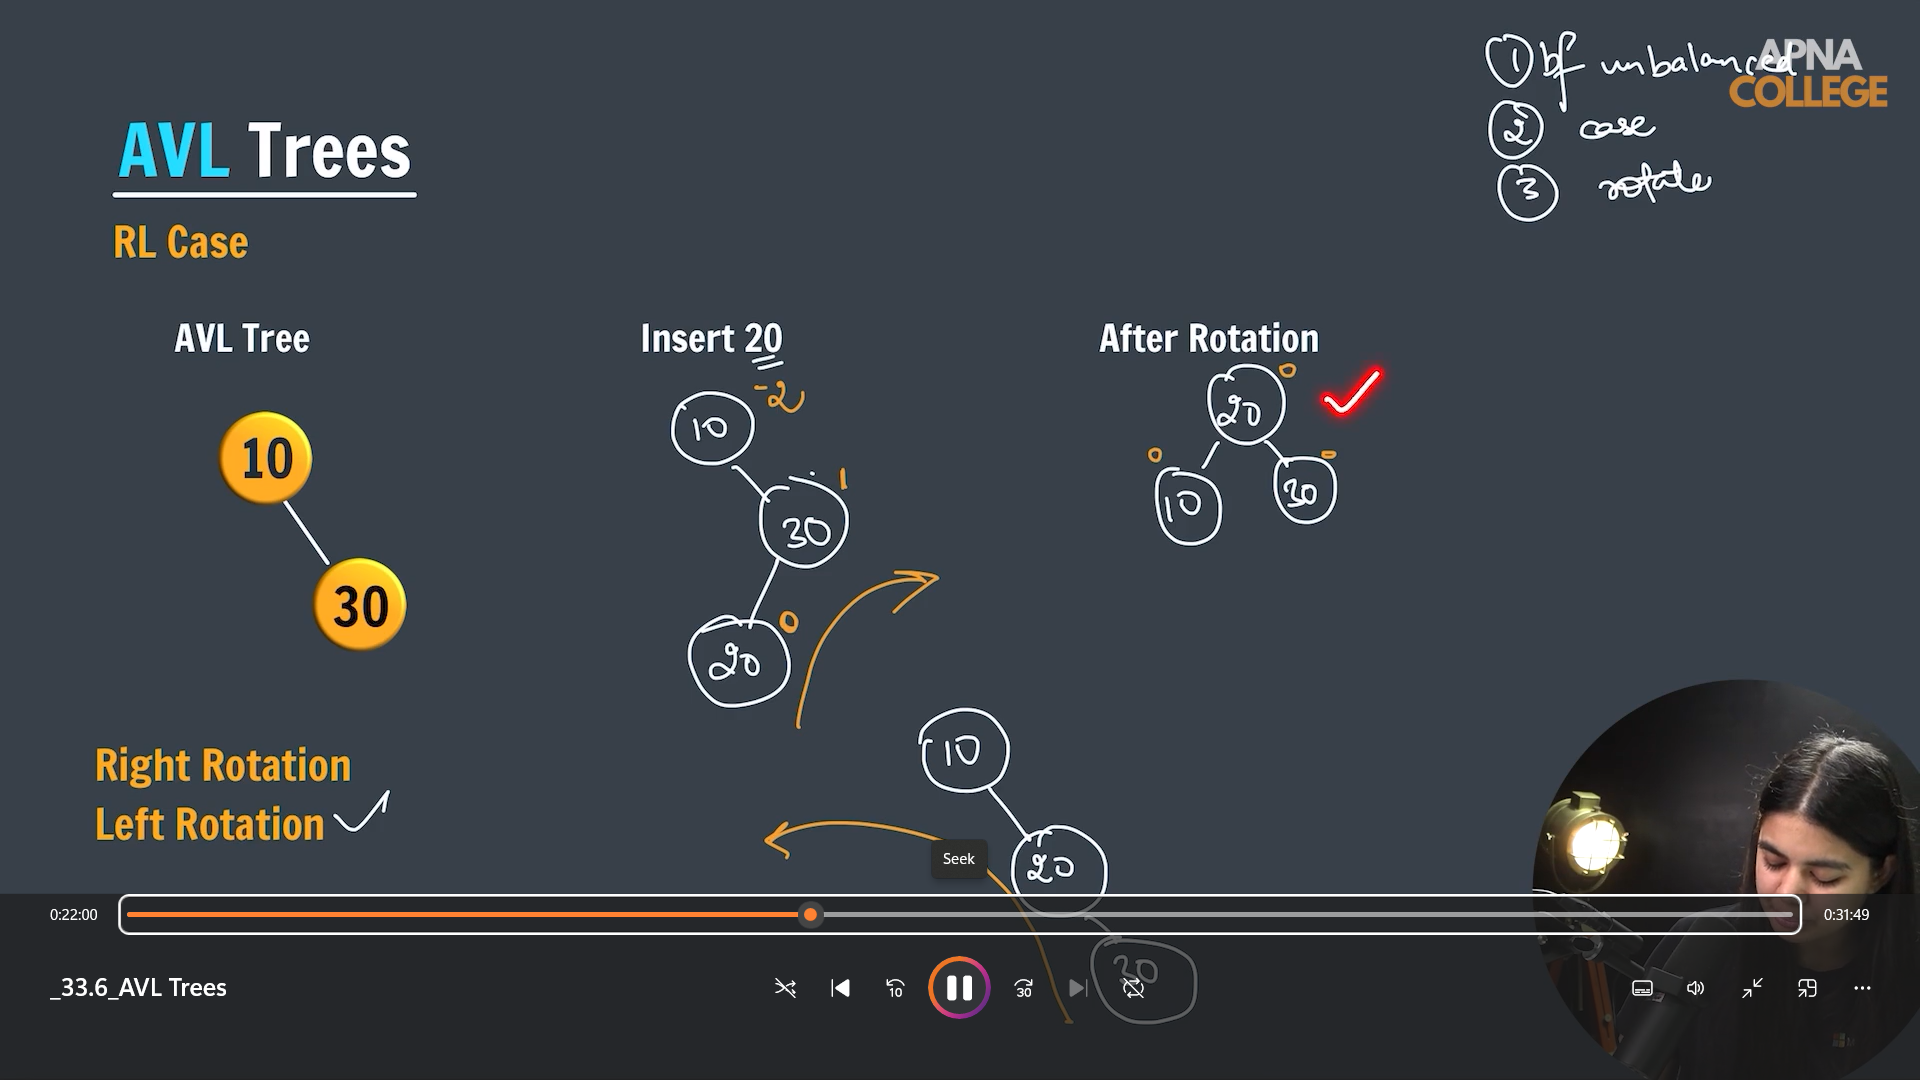 ① bf unbalanced
APNA
COLLEGE
② case
③ rotate
AVL Trees
RL Case
AVL Tree
Insert 20
After Rotation
10
30
10
-2
30
1
20
0
20
0
10
0
30
Right Rotation
Left Rotation
10
20
30
Seek
0:22:00
0:31:49
_33.6_AVL Trees
10
30